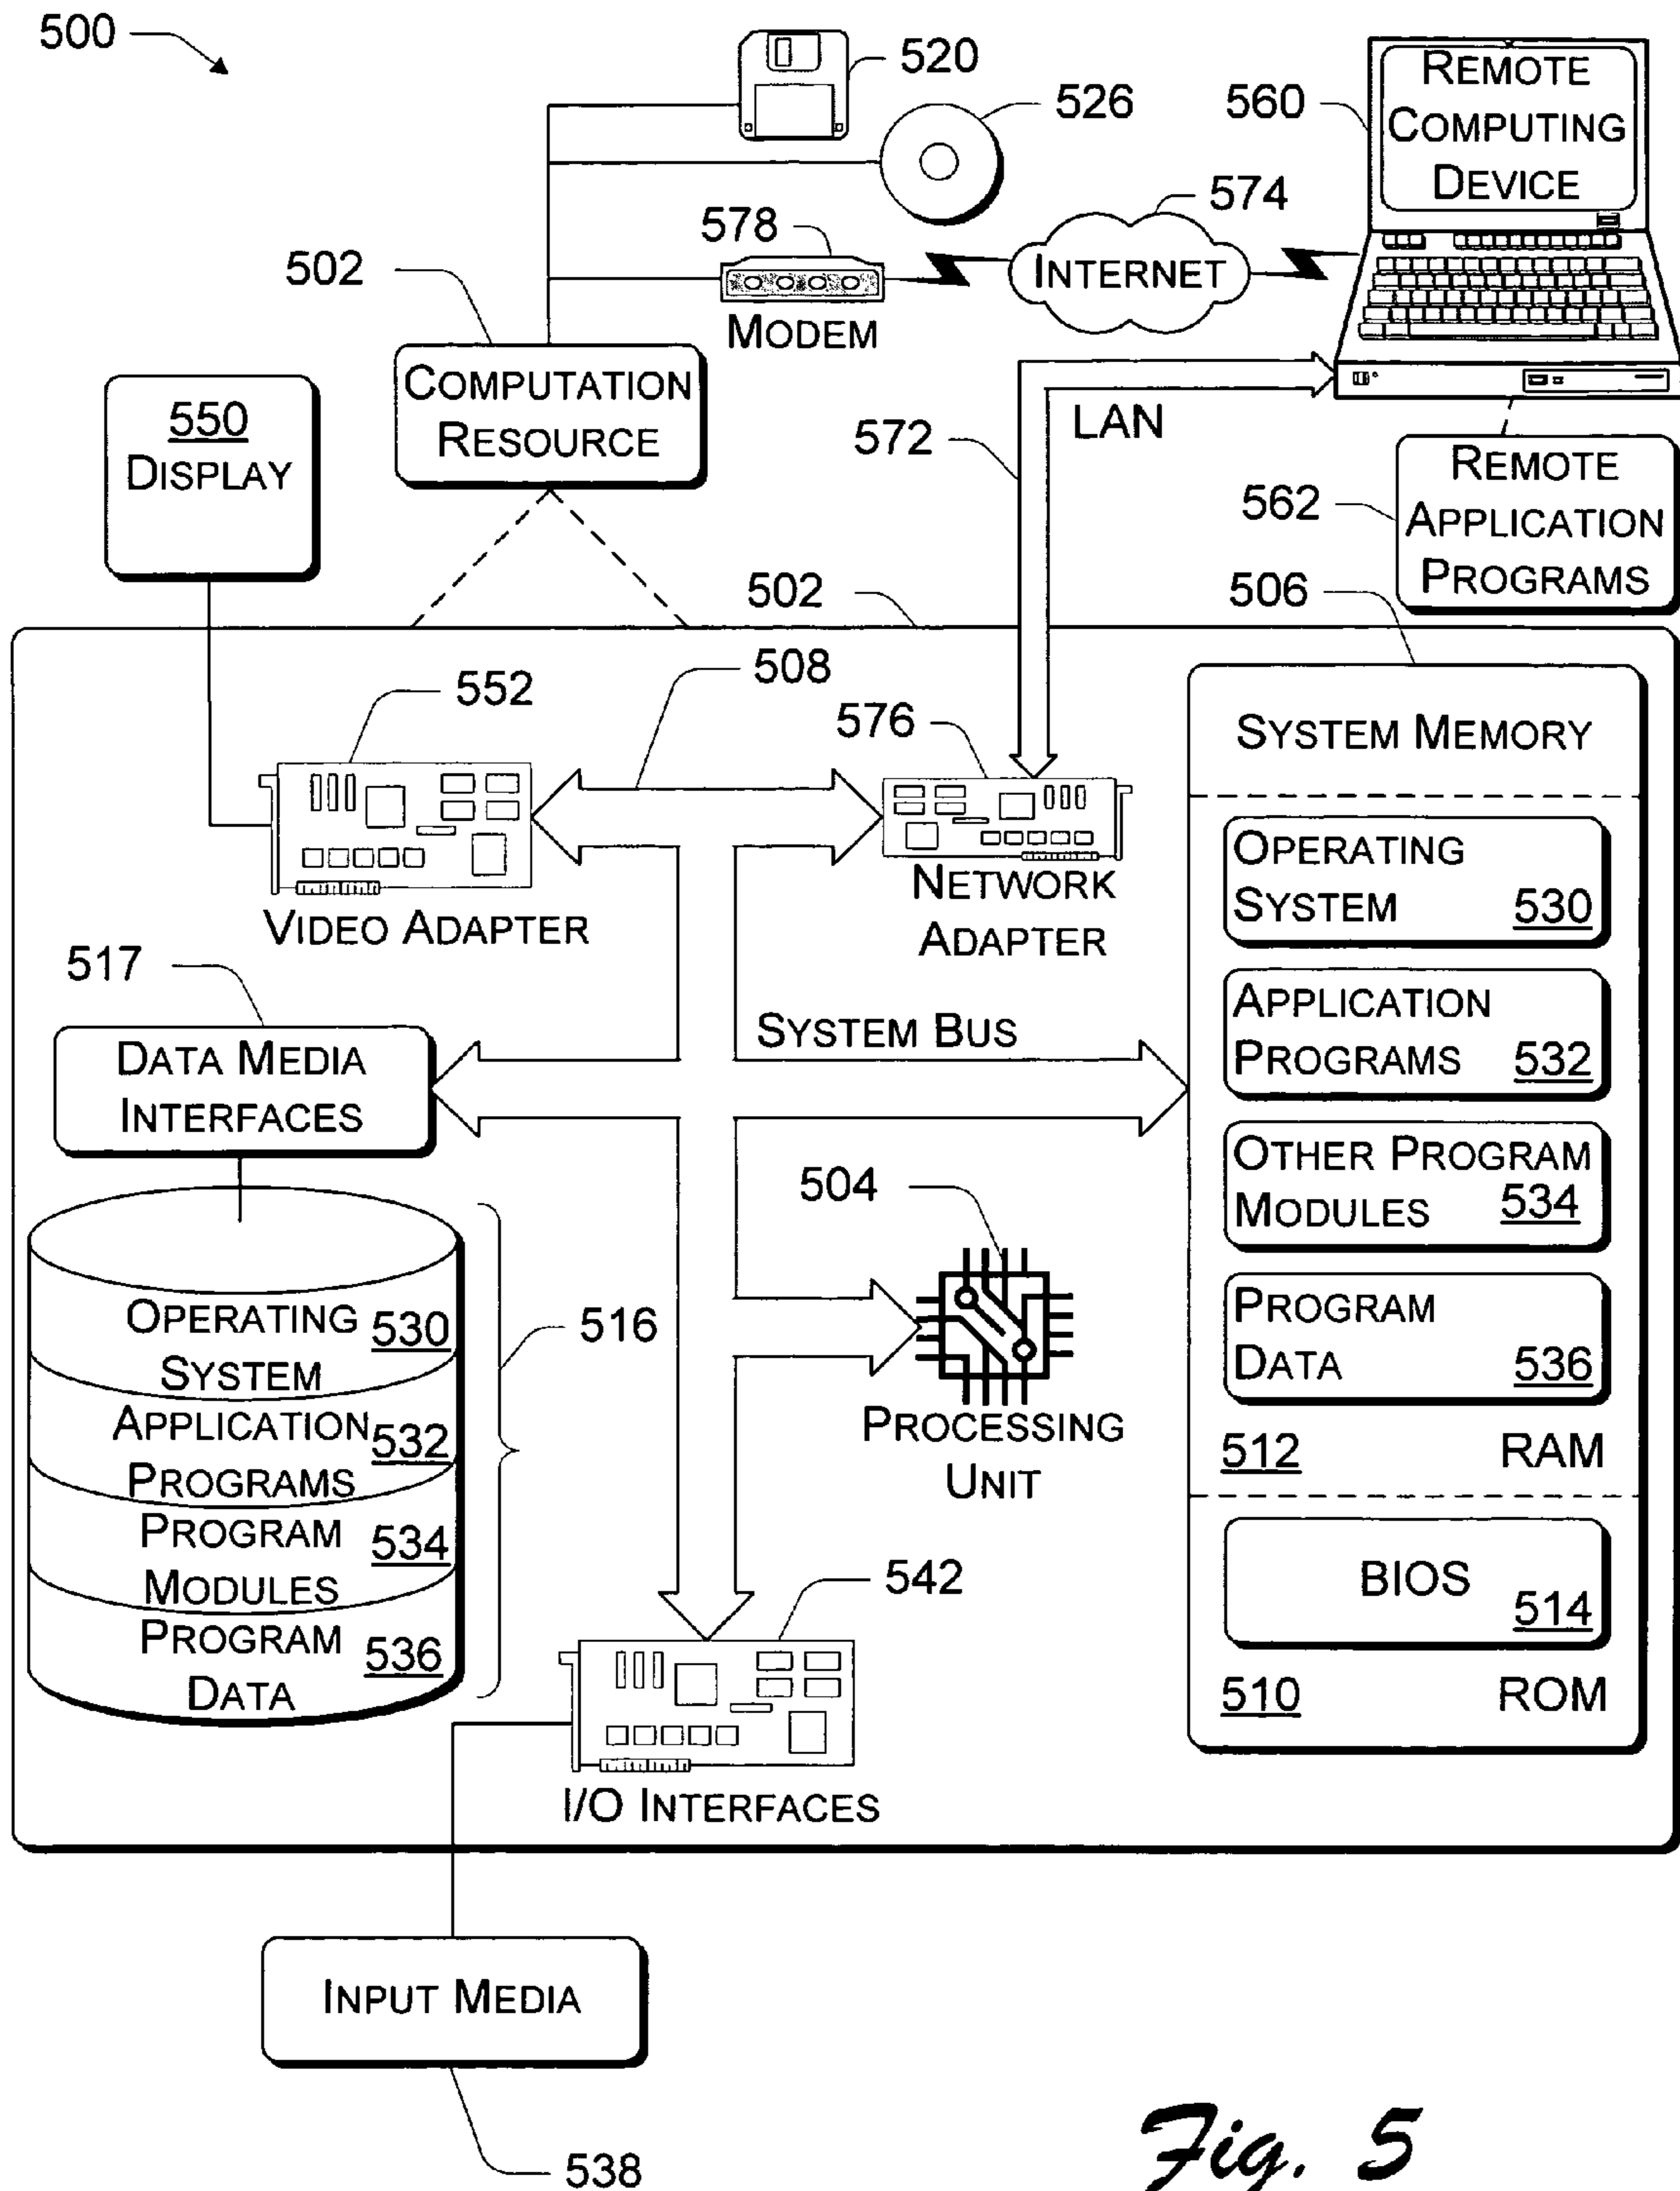 500
520
526
560
REMOTE
COMPUTING
DEVICE
574
578
INTERNET
502
MODEM
COMPUTATION
RESOURCE
550
DISPLAY
572
LAN
REMOTE
APPLICATION
PROGRAMS
562
502
506
508
552
576
SYSTEM MEMORY
OPERATING
SYSTEM 530
VIDEO ADAPTER
NETWORK
ADAPTER
517
APPLICATION
PROGRAMS 532
SYSTEM BUS
DATA MEDIA
INTERFACES
OTHER PROGRAM
MODULES 534
504
PROGRAM
DATA 536
OPERATING 530
SYSTEM
516
APPLICATION 532
PROGRAMS
PROCESSING
UNIT
512 RAM
PROGRAM 534
MODULES
542
BIOS
514
PROGRAM 536
DATA
510 ROM
I/O INTERFACES
INPUT MEDIA
538
Fig. 5